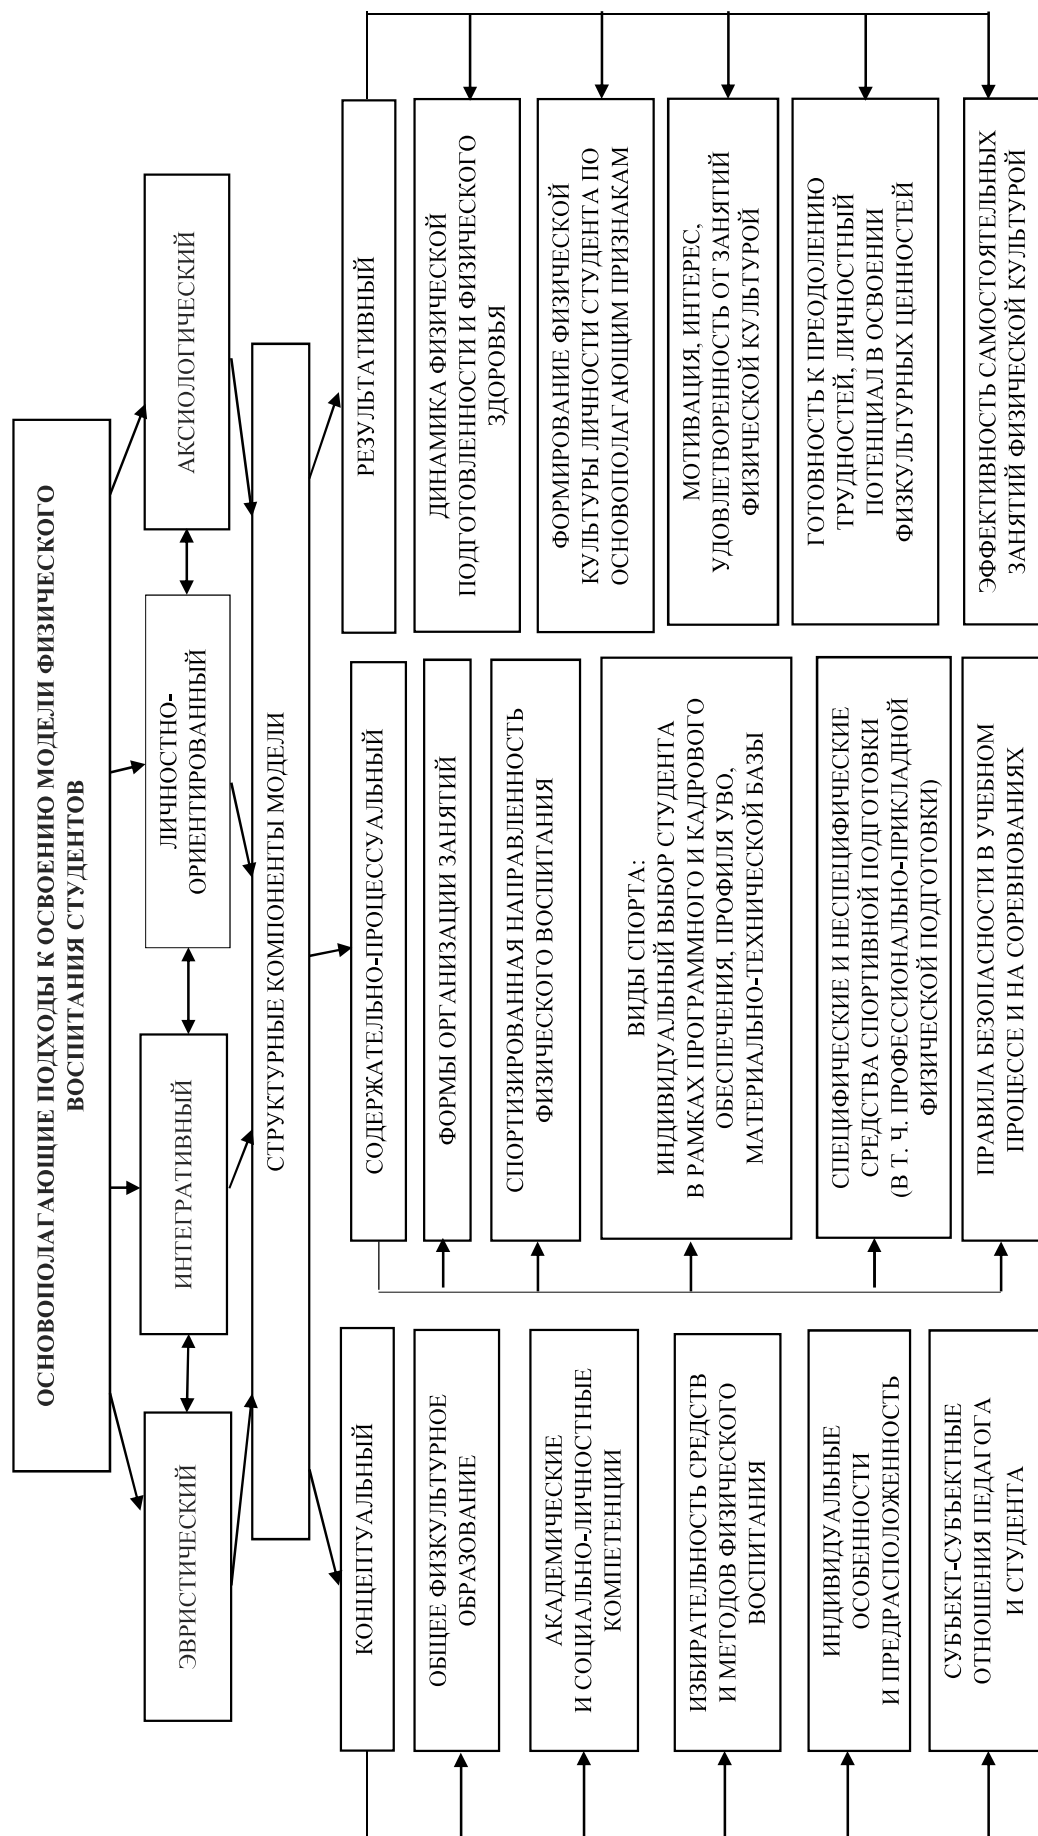 ОСНОВОПОЛАГАЮЩИЕ ПОДХОДЫ К ОСВОЕНИЮ МОДЕЛИ ФИЗИЧЕСКОГО
ВОСПИТАНИЯ СТУДЕНТОВ
ЭВРИСТИЧЕСКИЙ
ИНТЕГРАТИВНЫЙ
ЛИЧНОСТНО-
ОРИЕНТИРОВАННЫЙ
АКСИОЛОГИЧЕСКИЙ
СТРУКТУРНЫЕ КОМПОНЕНТЫ МОДЕЛИ
КОНЦЕПТУАЛЬНЫЙ
ОБЩЕЕ ФИЗКУЛЬТУРНОЕ
ОБРАЗОВАНИЕ
АКАДЕМИЧЕСКИЕ
И СОЦИАЛЬНО-ЛИЧНОСТНЫЕ
КОМПЕТЕНЦИИ
ИЗБИРАТЕЛЬНОСТЬ СРЕДСТВ
И МЕТОДОВ ФИЗИЧЕСКОГО
ВОСПИТАНИЯ
ИНДИВИДУАЛЬНЫЕ
ОСОБЕННОСТИ
И ПРЕДРАСПОЛОЖЕННОСТЬ
СУБЪЕКТ-СУБЪЕКТНЫЕ
ОТНОШЕНИЯ ПЕДАГОГА
И СТУДЕНТА
СОДЕРЖАТЕЛЬНО-ПРОЦЕССУАЛЬНЫЙ
ФОРМЫ ОРГАНИЗАЦИИ ЗАНЯТИЙ
СПОРТИЗИРОВАННАЯ НАПРАВЛЕННОСТЬ
ФИЗИЧЕСКОГО ВОСПИТАНИЯ
ВИДЫ СПОРТА:
ИНДИВИДУАЛЬНЫЙ ВЫБОР СТУДЕНТА
В РАМКАХ ПРОГРАММНОГО И КАДРОВОГО
ОБЕСПЕЧЕНИЯ, ПРОФИЛЯ УВО,
МАТЕРИАЛЬНО-ТЕХНИЧЕСКОЙ БАЗЫ
СПЕЦИФИЧЕСКИЕ И НЕСПЕЦИФИЧЕСКИЕ
СРЕДСТВА СПОРТИВНОЙ ПОДГОТОВКИ
(В Т. Ч. ПРОФЕССИОНАЛЬНО-ПРИКЛАДНОЙ
ФИЗИЧЕСКОЙ ПОДГОТОВКИ)
ПРАВИЛА БЕЗОПАСНОСТИ В УЧЕБНОМ
ПРОЦЕССЕ И НА СОРЕВНОВАНИЯХ
РЕЗУЛЬТАТИВНЫЙ
ДИНАМИКА ФИЗИЧЕСКОЙ
ПОДГОТОВЛЕННОСТИ И ФИЗИЧЕСКОГО
ЗДОРОВЬЯ
ФОРМИРОВАНИЕ ФИЗИЧЕСКОЙ
КУЛЬТУРЫ ЛИЧНОСТИ СТУДЕНТА ПО
ОСНОВОПОЛАГАЮЩИМ ПРИЗНАКАМ
МОТИВАЦИЯ, ИНТЕРЕС,
УДОВЛЕТВОРЕННОСТЬ ОТ ЗАНЯТИЙ
ФИЗИЧЕСКОЙ КУЛЬТУРОЙ
ГОТОВНОСТЬ К ПРЕОДОЛЕНИЮ
ТРУДНОСТЕЙ, ЛИЧНОСТНЫЙ
ПОТЕНЦИАЛ В ОСВОЕНИИ
ФИЗКУЛЬТУРНЫХ ЦЕННОСТЕЙ
ЭФФЕКТИВНОСТЬ САМОСТОЯТЕЛЬНЫХ
ЗАНЯТИЙ ФИЗИЧЕСКОЙ КУЛЬТУРОЙ